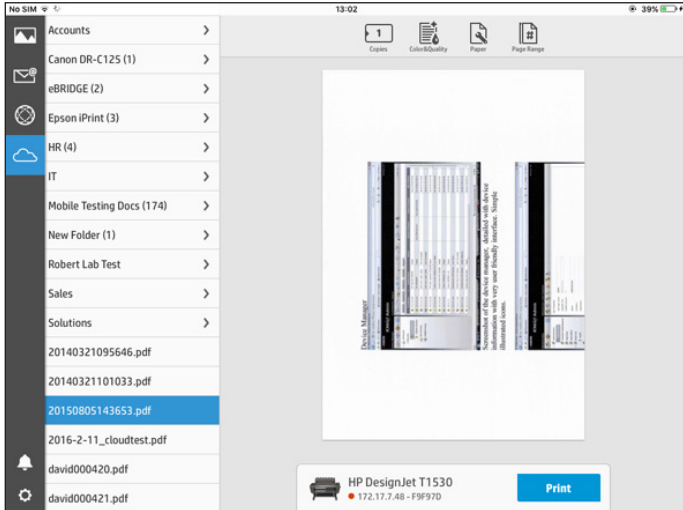 No SIM
13:02
39%
Accounts
Canon DR-C125 (1)
eBRIDGE (2)
Epson iPrint (3)
HR (4)
IT
Mobile Testing Docs (174)
New Folder (1)
Robert Lab Test
Sales
Solutions
20140321095646.pdf
20140321101033.pdf
20150805143653.pdf
2016-2-11_cloudtest.pdf
david000420.pdf
david000421.pdf
1
Copies
Color&Quality
Paper
#
Page Range
Device Manager
Screenshot of the device manager, detailed with device
information with very user friendly interface. Simple
illustrated icons.
HP DesignJet T1530
172.17.7.48 - F9F97D
Print